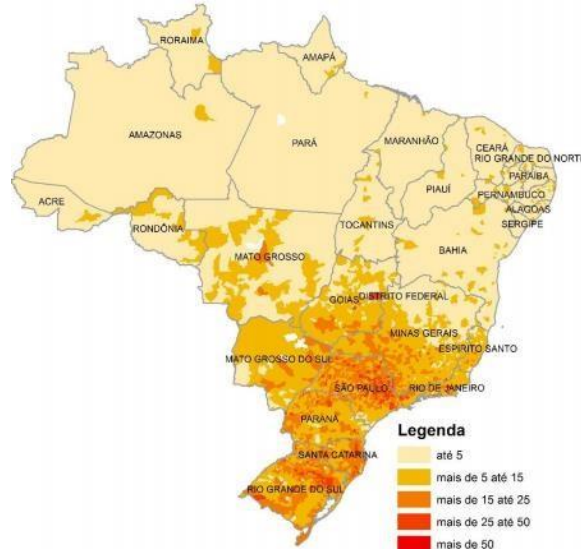 RORAIMA
AMAPÁ
AMAZONAS
PARÁ
MARANHÃO
CEARÁ
RIO GRANDE DO NORTE
PARAÍBA
PIAUÍ
PERNAMBUCO
ALAGOAS
SERGIPE
ACRE
RONDÔNIA
TOCANTINS
BAHIA
MATO GROSSO
GOIÁS
DISTRITO FEDERAL
MINAS GERAIS
ESPIRITO SANTO
MATO GROSSO DO SUL
SÃO PAULO
RIO DE JANEIRO
PARANÁ
SANTA CATARINA
RIO GRANDE DO SUL
Legenda
até 5
mais de 5 até 15
mais de 15 até 25
mais de 25 até 50
mais de 50